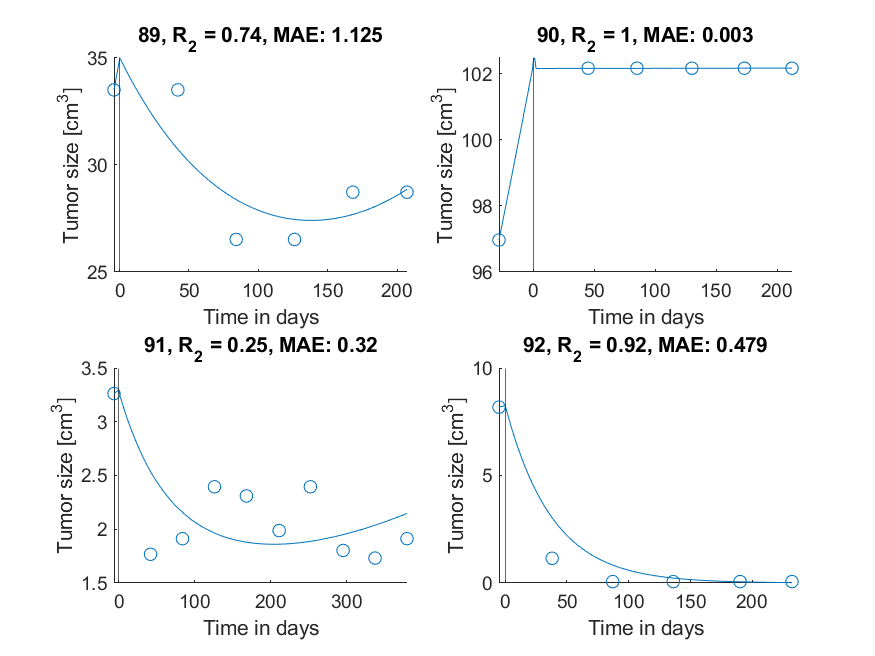 89, R₂ = 0.74, MAE: 1.125
35
30
25
Tumor size [cm³]
0 50 100 150 200
Time in days
90, R₂ = 1, MAE: 0.003
102
100
98
96
Tumor size [cm³]
0 50 100 150 200
Time in days
91, R₂ = 0.25, MAE: 0.32
3.5
3
2.5
2
1.5
Tumor size [cm³]
0 100 200 300
Time in days
92, R₂ = 0.92, MAE: 0.479
10
5
0
Tumor size [cm³]
0 50 100 150 200
Time in days